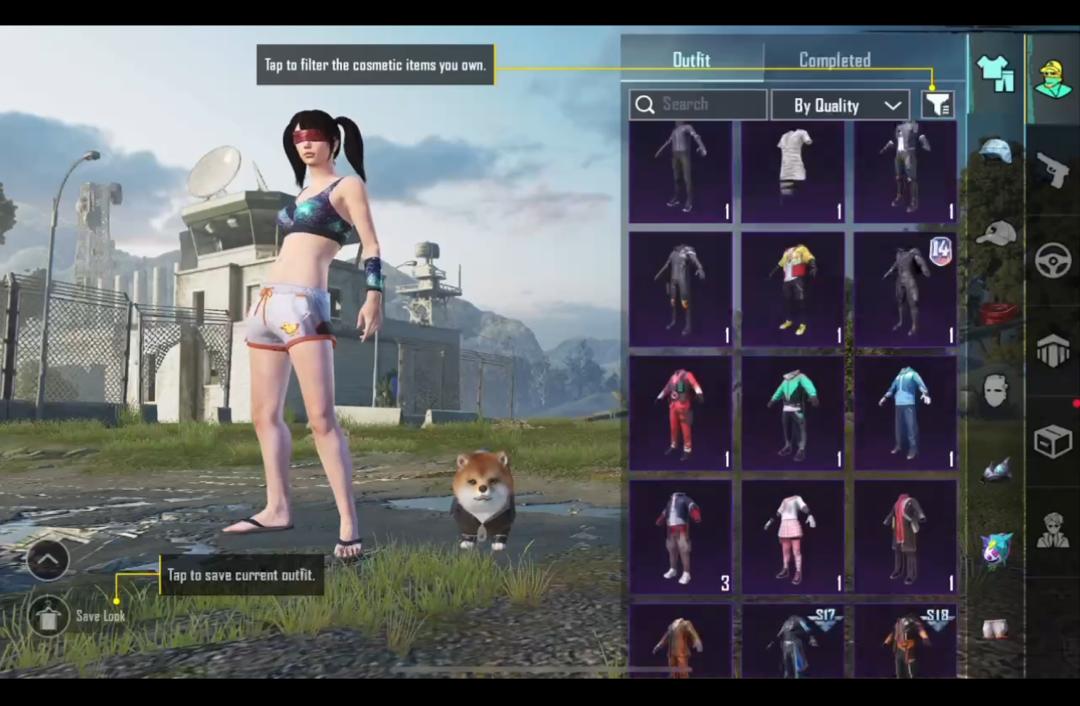 Tap to filter the cosmetic items you own.
Outfit
Completed
Search
By Quality
1
1
1
14
1
1
1
1
1
1
3
1
1
S17
S18
Tap to save current outfit.
Save Look